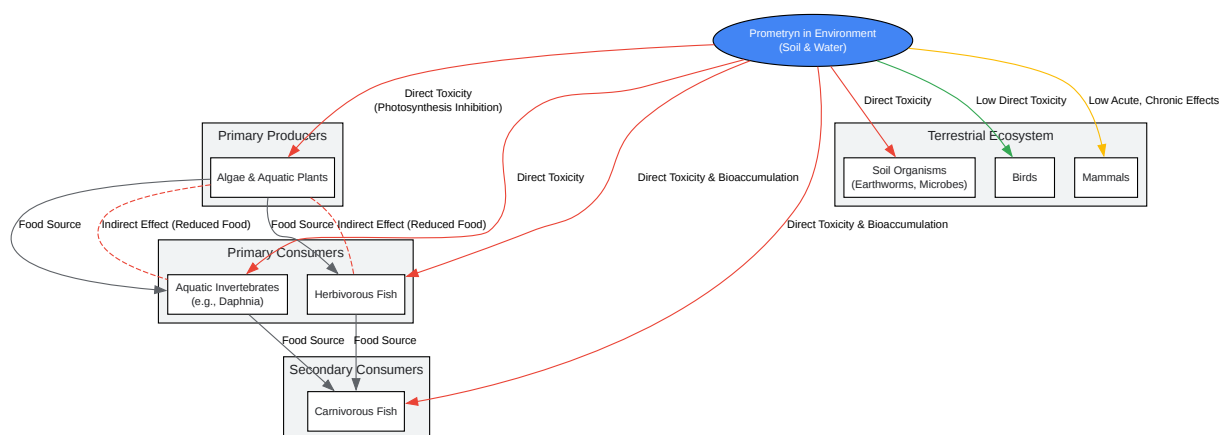 Prometryn in Environment
(Soil & Water)
Direct Toxicity
(Photosynthesis Inhibition)
Direct Toxicity
Low Direct Toxicity
Low Acute, Chronic Effects
Primary Producers
Terrestrial Ecosystem
Algae & Aquatic Plants
Direct Toxicity
Direct Toxicity & Bioaccumulation
Soil Organisms
(Earthworms, Microbes)
Birds
Mammals
Food Source
Indirect Effect (Reduced Food)
Food Source
Indirect Effect (Reduced Food)
Direct Toxicity & Bioaccumulation
Primary Consumers
Aquatic Invertebrates
(e.g., Daphnia)
Herbivorous Fish
Food Source
Food Source
Secondary Consumers
Carnivorous Fish